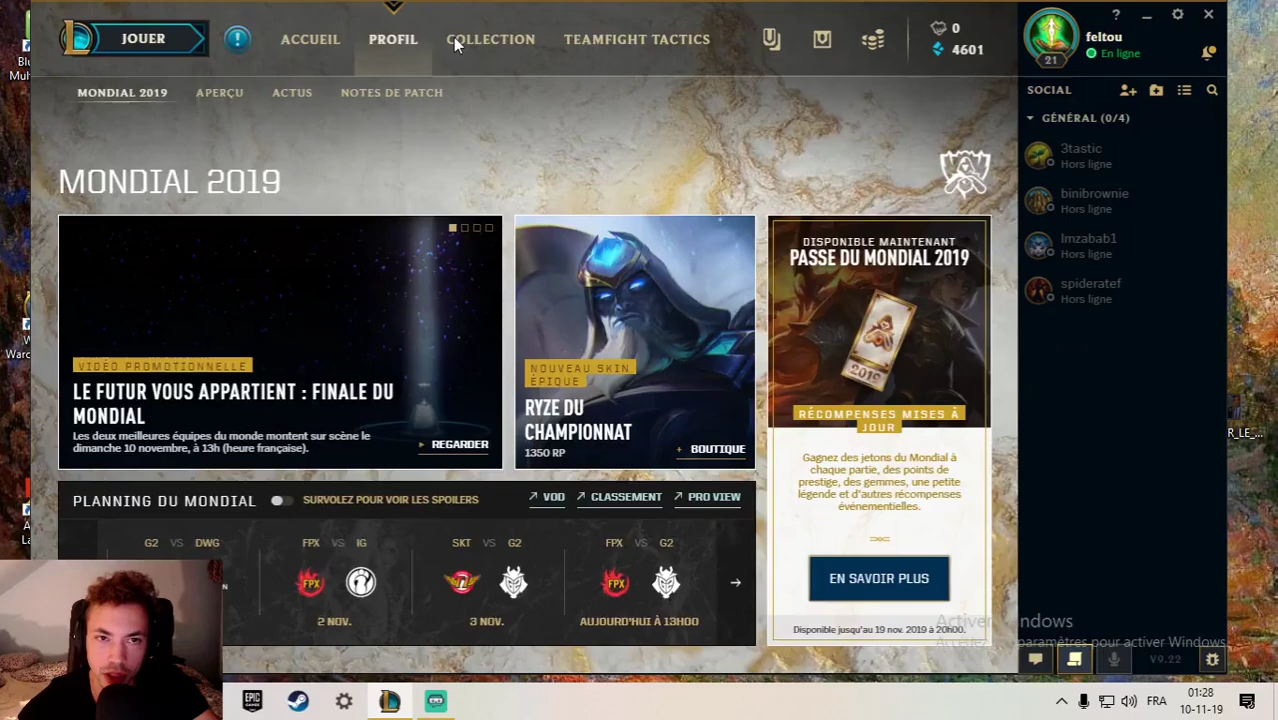 JOUER
ACCUEIL
PROFIL
COLLECTION
TEAMFIGHT TACTICS
0
4601
21
feltou
En ligne
MONDIAL 2019
APERÇU
ACTUS
NOTES DE PATCH
SOCIAL
GÉNÉRAL (0/4)
3tastic
Hors ligne
binibrownie
Hors ligne
lmzabab1
Hors ligne
spideratef
Hors ligne
MONDIAL 2019
VIDÉO PROMOTIONNELLE
LE FUTUR VOUS APPARTIENT : FINALE DU
MONDIAL
Les deux meilleures équipes du monde montent sur scène le
dimanche 10 novembre, à 13h (heure française).
REGARDER
NOUVEAU SKIN
ÉPIQUE
RYZE DU
CHAMPIONNAT
1350 RP
BOUTIQUE
DISPONIBLE MAINTENANT
PASSE DU MONDIAL 2019
2019
RÉCOMPENSES MISES À
JOUR
Gagnez des jetons du Mondial à
chaque partie, des points de
prestige, des gemmes, une petite
légende et d'autres récompenses
événementielles.
EN SAVOIR PLUS
Disponible jusqu'au 19 nov. 2019 à 20h00.
PLANNING DU MONDIAL
SURVOLEZ POUR VOIR LES SPOILERS
VOD
CLASSEMENT
PRO VIEW
G2 VS DWG
FPX VS IG
SKT VS G2
FPX VS G2
FPX
FPX
2 NOV.
3 NOV.
AUJOURD'HUI À 13H00
V9.22
FRA
01:28
10-11-19